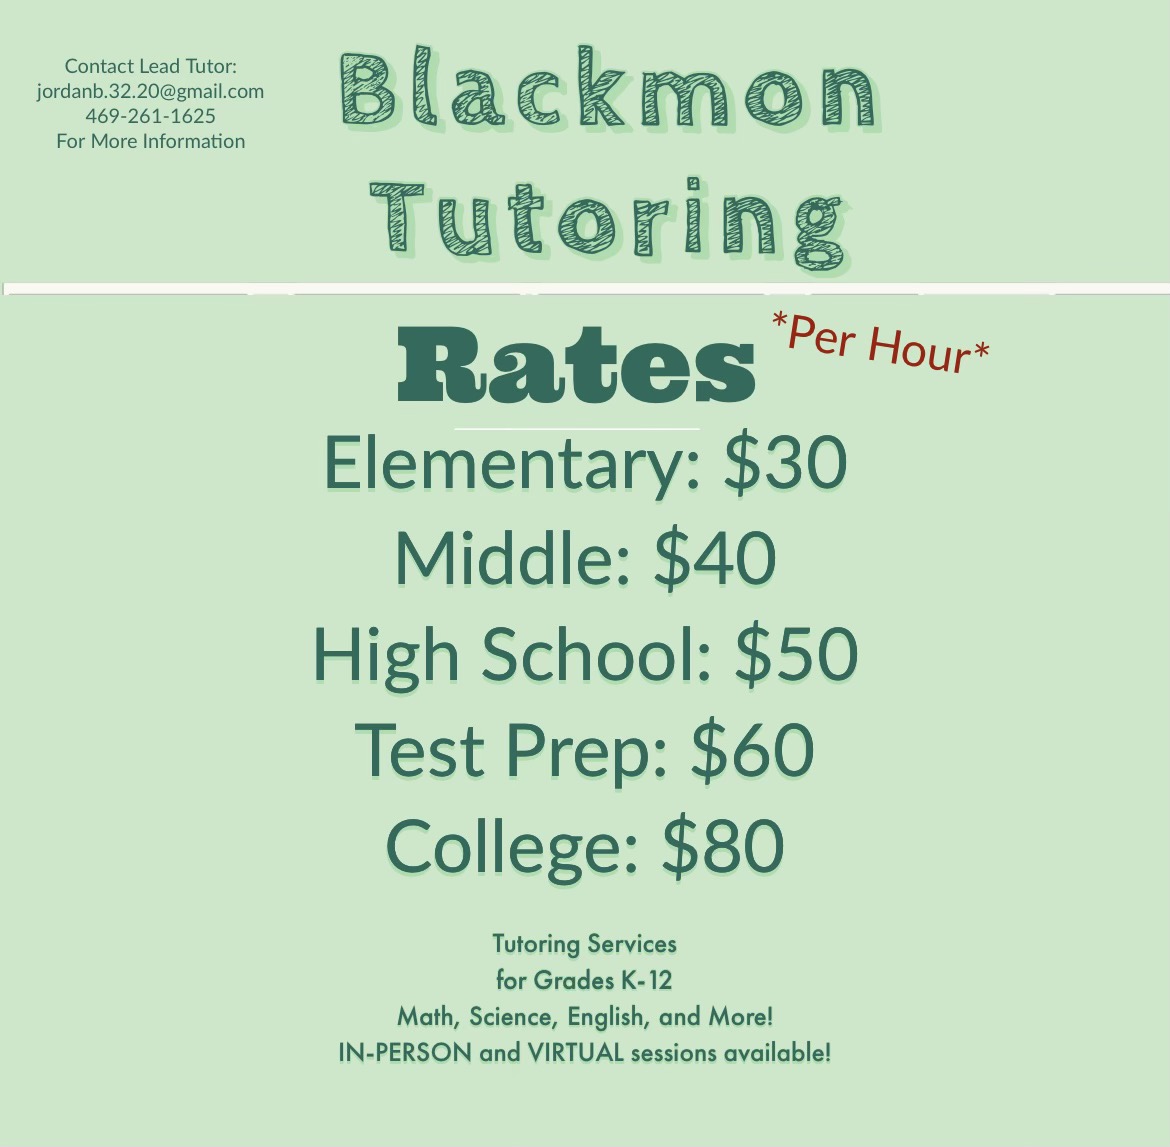 Contact Lead Tutor:
jordanb.32.20@gmail.com
469-261-1625
For More Information
Blackmon
Tutoring
Rates
*Per Hour*
Elementary: $30
Middle: $40
High School: $50
Test Prep: $60
College: $80
Tutoring Services
for Grades K-12
Math, Science, English, and More!
IN-PERSON and VIRTUAL sessions available!